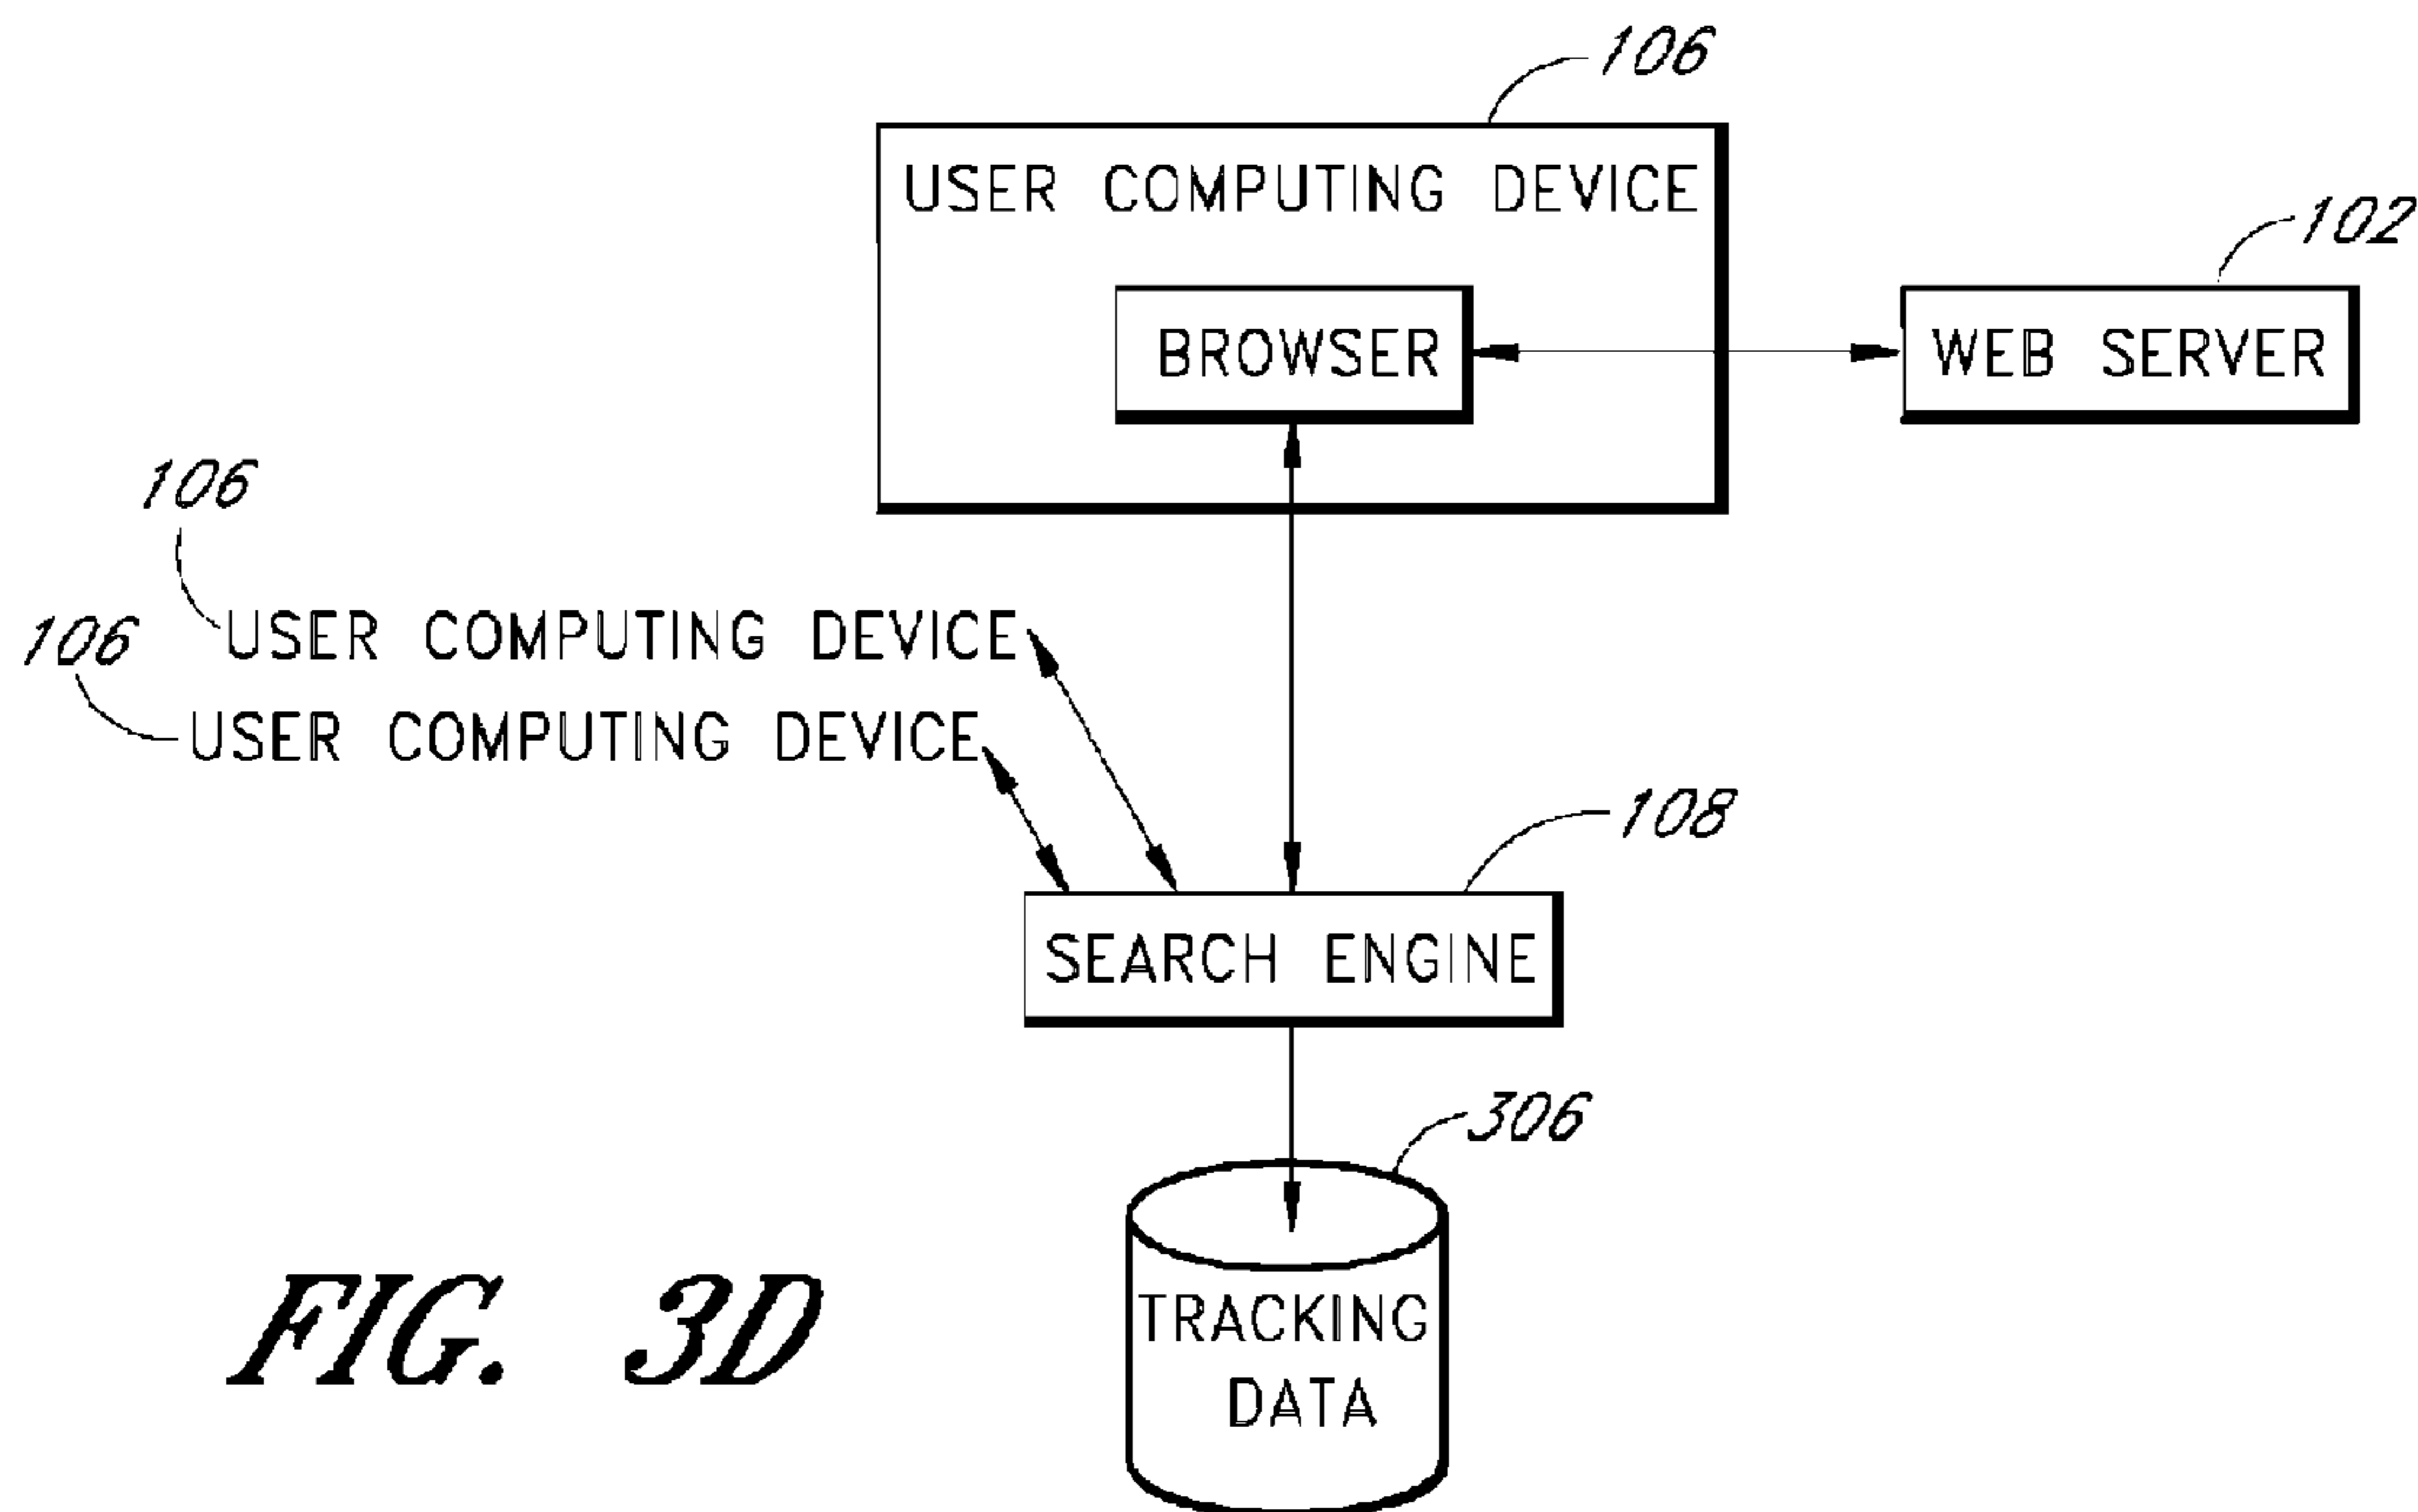 106
USER COMPUTING DEVICE
102
BROWSER
WEB SERVER
106
USER COMPUTING DEVICE
106
USER COMPUTING DEVICE
108
SEARCH ENGINE
306
TRACKING
DATA
FIG. 3D